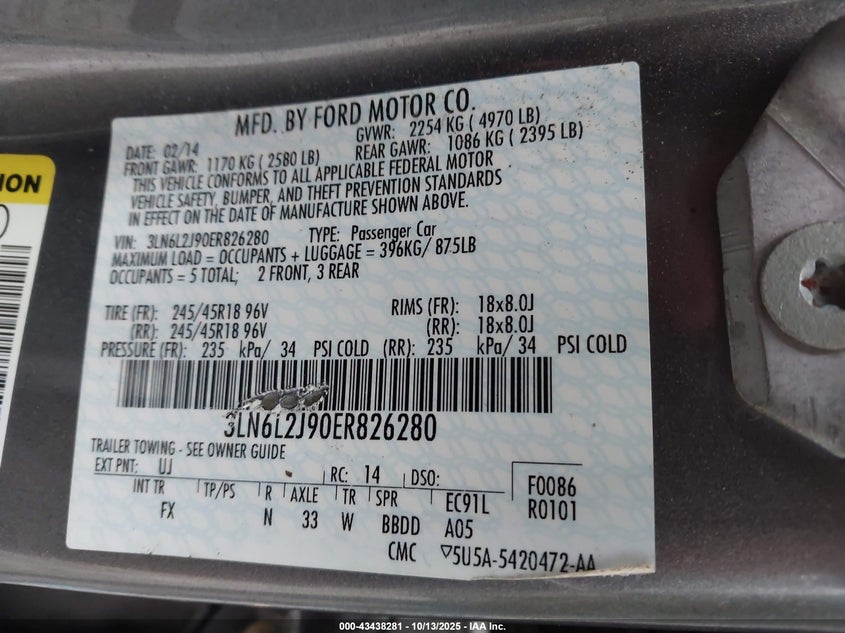 MFD. BY FORD MOTOR CO.
DATE: 02/14 GVWR: 2254 KG ( 4970 LB)
FRONT GAWR: 1170 KG ( 2580 LB) REAR GAWR: 1086 KG ( 2395 LB)
THIS VEHICLE CONFORMS TO ALL APPLICABLE FEDERAL MOTOR
VEHICLE SAFETY, BUMPER, AND THEFT PREVENTION STANDARDS
IN EFFECT ON THE DATE OF MANUFACTURE SHOWN ABOVE.
VIN: 3LN6L2J90ER826280 TYPE: Passenger Car
MAXIMUM LOAD = OCCUPANTS + LUGGAGE = 396KG/ 875LB
OCCUPANTS = 5 TOTAL; 2 FRONT, 3 REAR
TIRE (FR): 245/45R18 96V RIMS (FR): 18x8.0J
(RR): 245/45R18 96V (RR): 18x8.0J
PRESSURE (FR): 235 kPa/ 34 PSI COLD (RR): 235 kPa/ 34 PSI COLD
3LN6L2J90ER826280
TRAILER TOWING - SEE OWNER GUIDE
EXT PNT: UJ RC: 14 DSO: F0086
INT TR TP/PS R AXLE TR SPR EC91L R0101
FX N 33 W BBDD A05
CMC ▽5U5A-5420472-AA
000-43438281 - 10/13/2025 - IAA Inc.